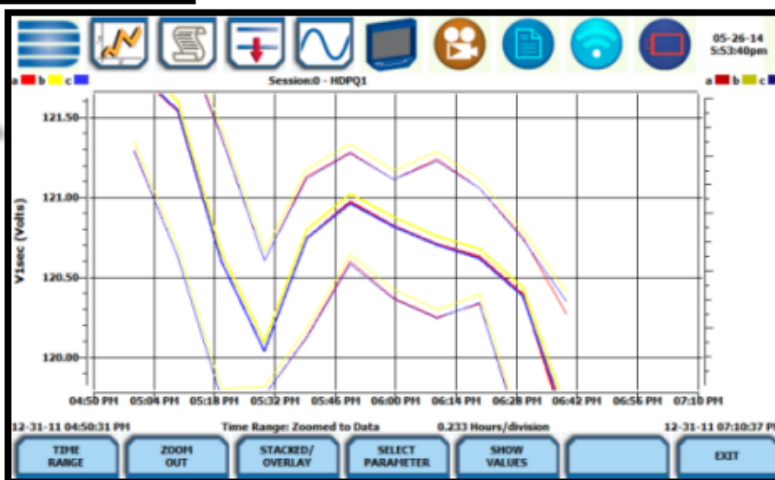 05-26-14
5:53:40pm
a b c Session:0 - HDPQ1 a b c
121.50
121.00
120.50
120.00
V1sec (Volts)
04:50 PM 05:04 PM 05:18 PM 05:32 PM 05:46 PM 06:00 PM 06:14 PM 06:28 PM 06:42 PM 06:56 PM 07:10 PM
12-31-11 04:50:31 PM Time Range: Zoomed to Data 0.233 Hours/division 12-31-11 07:10:37 PM
TIME RANGE
ZOOM OUT
STACKED/ OVERLAY
SELECT PARAMETER
SHOW VALUES
EXIT